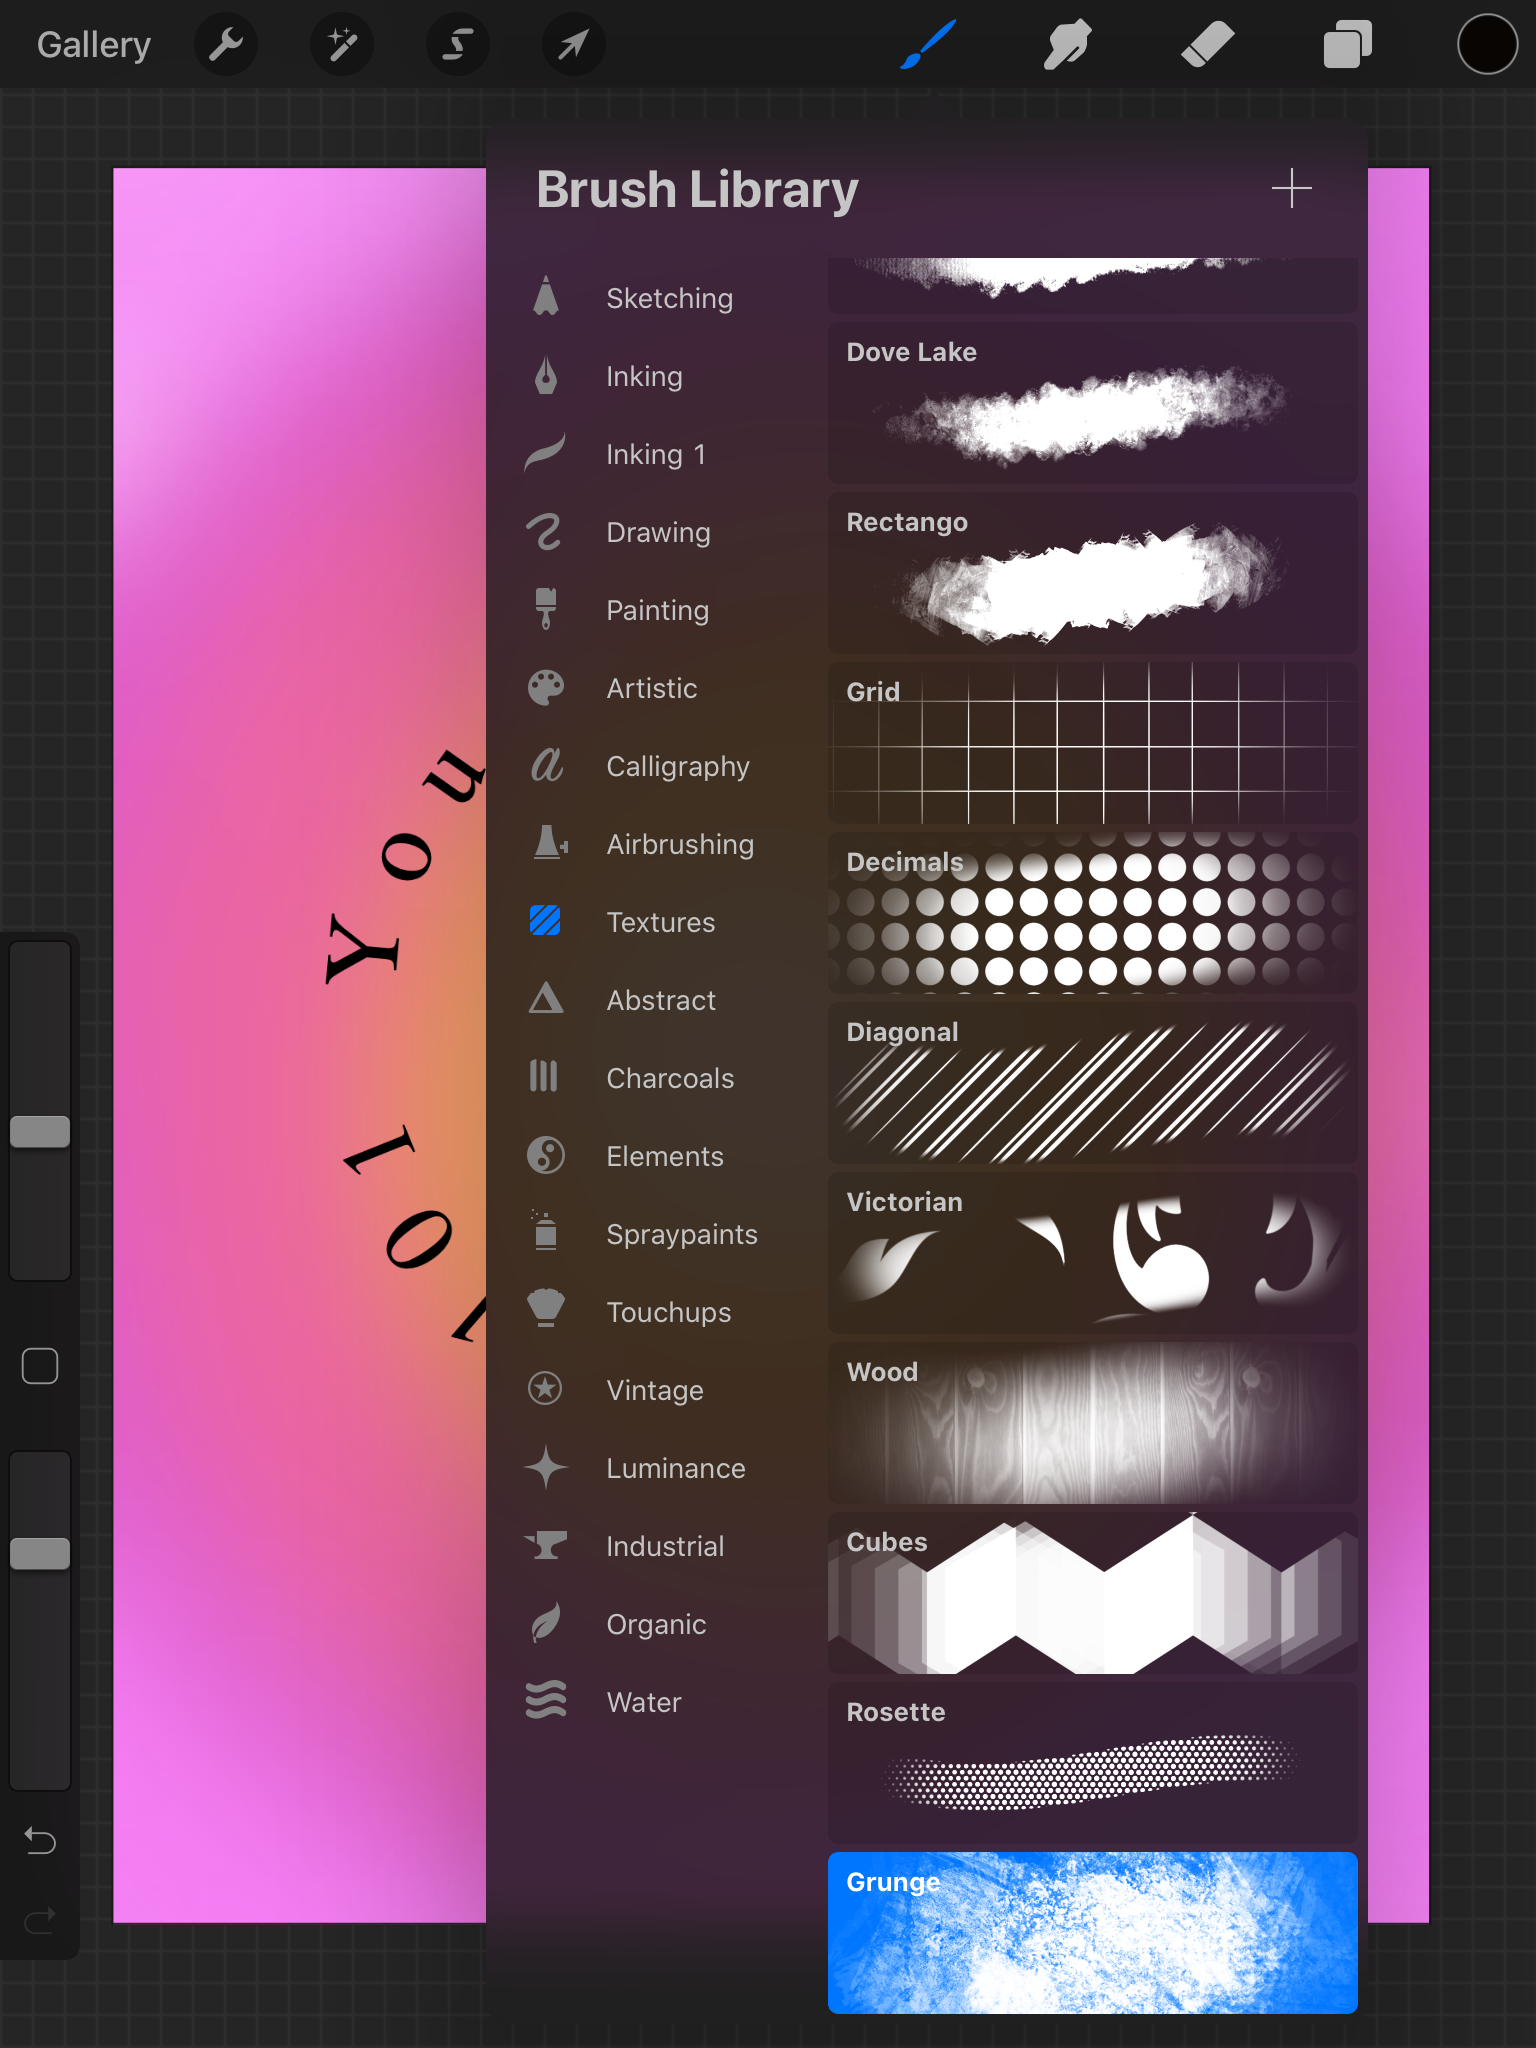 Gallery
Brush Library
Sketching
Inking
Inking 1
Drawing
Painting
Artistic
Calligraphy
Airbrushing
Textures
Abstract
Charcoals
Elements
Spraypaints
Touchups
Vintage
Luminance
Industrial
Organic
Water
Dove Lake
Rectango
Grid
Decimals
Diagonal
Victorian
Wood
Cubes
Rosette
Grunge
You